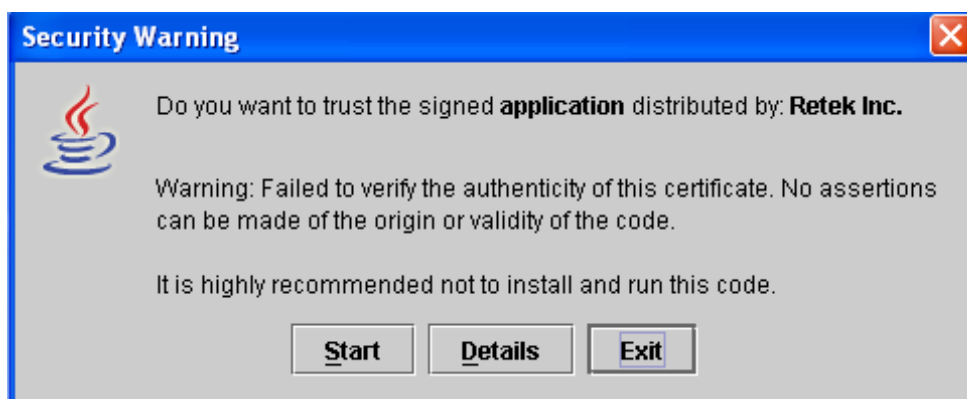 Security Warning
Do you want to trust the signed application distributed by: Retek Inc.
Warning: Failed to verify the authenticity of this certificate. No assertions
can be made of the origin or validity of the code.
It is highly recommended not to install and run this code.
Start Details Exit